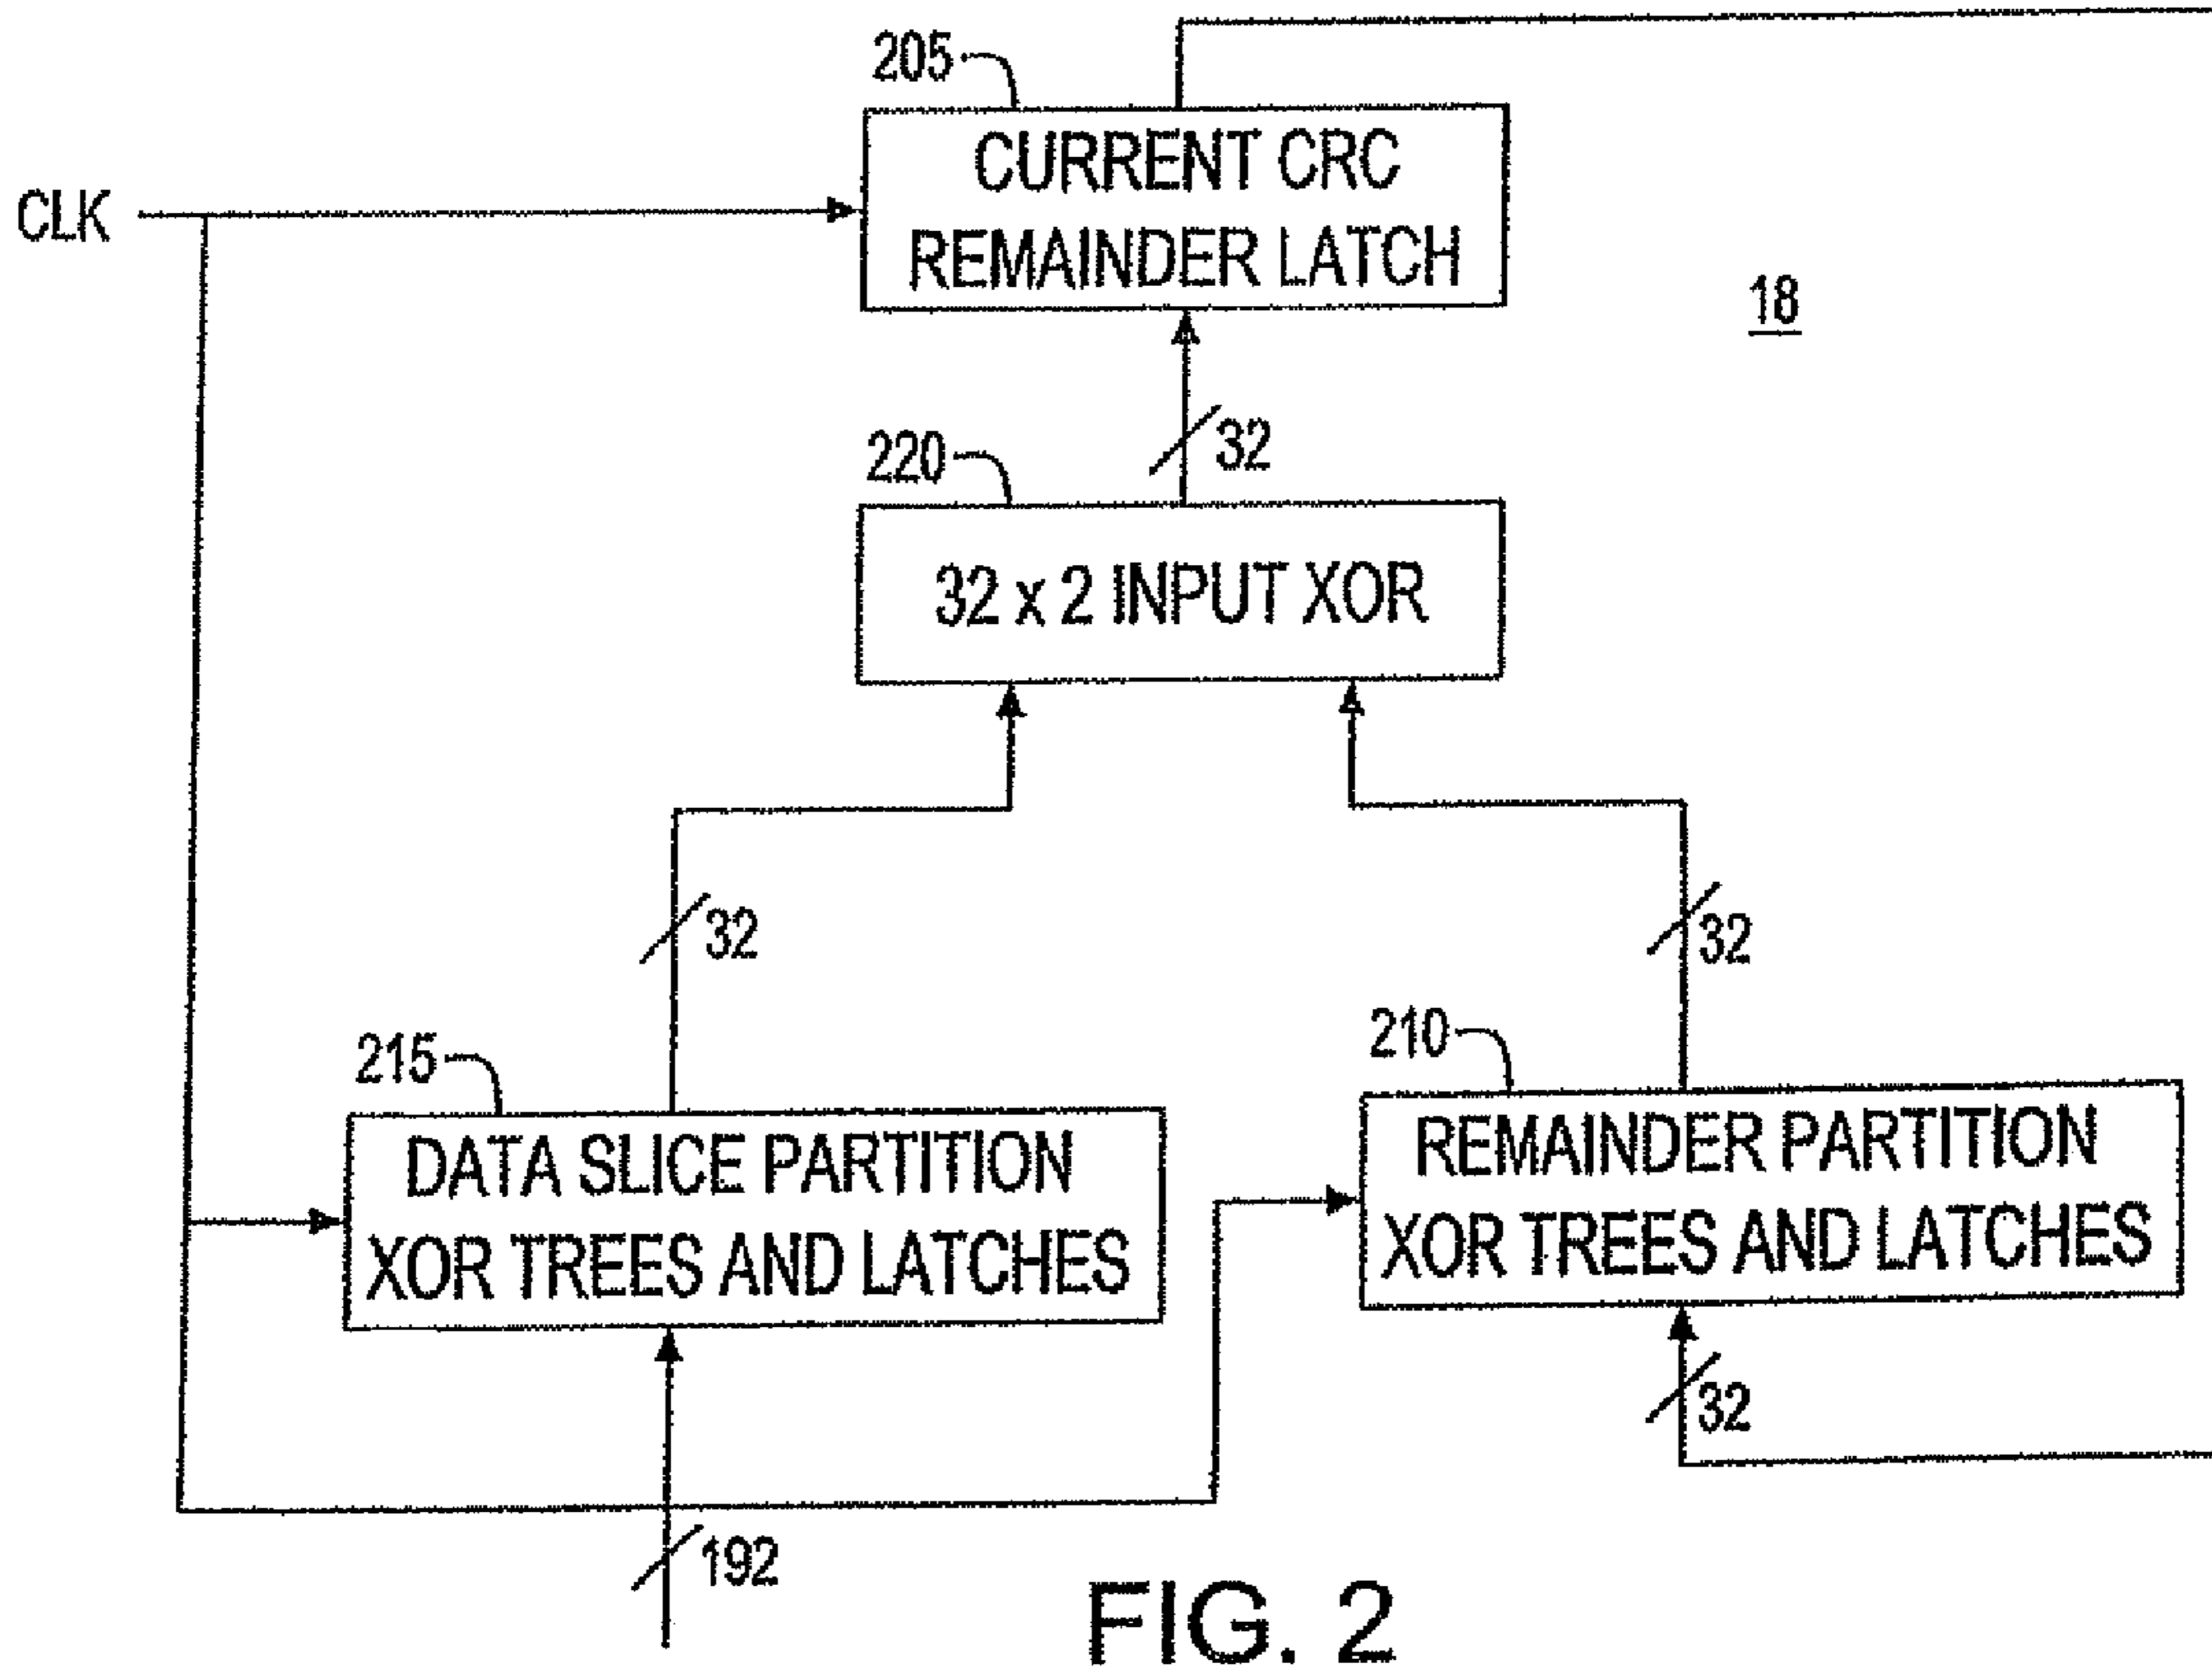 205
CURRENT CRC
REMAINDER LATCH
CLK
18
32
220
32 x 2 INPUT XOR
32
32
215
210
DATA SLICE PARTITION
XOR TREES AND LATCHES
REMAINDER PARTITION
XOR TREES AND LATCHES
32
192
FIG. 2